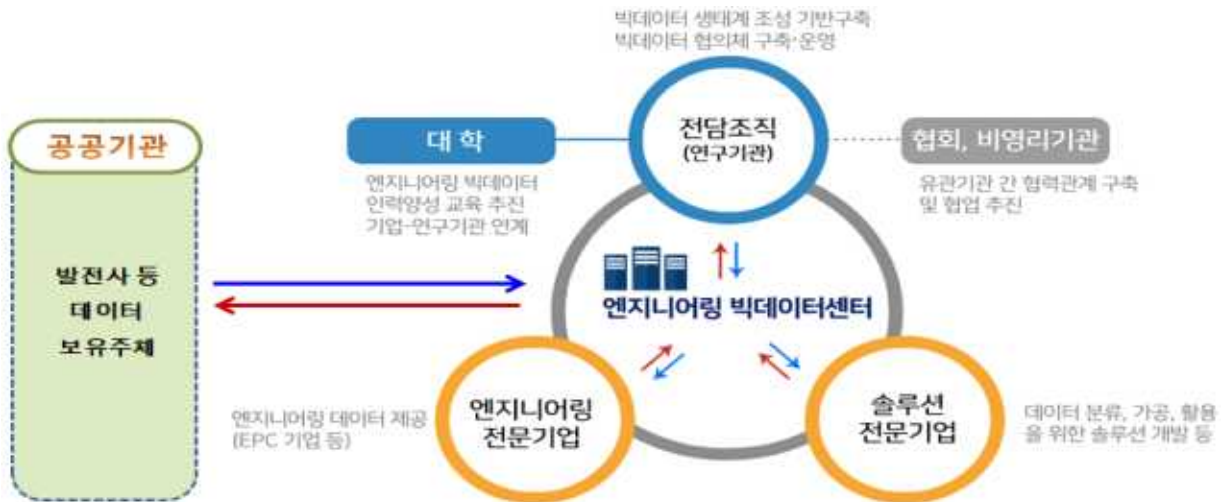 빅데이터 생태계 조성 기반구축
빅데이터 협의체 구축·운영
공공기관
발전사 등
데이터
보유주체
대 학
엔지니어링 빅데이터
인력양성 교육 추진
기업-연구기관 연계
전담조직
(연구기관)
협회, 비영리기관
유관기관 간 협력관계 구축
및 협업 추진
엔지니어링 빅데이터센터
엔지니어링 데이터 제공
(EPC 기업 등)
엔지니어링
전문기업
솔루션
전문기업
데이터 분류, 가공, 활용
을 위한 솔루션 개발 등